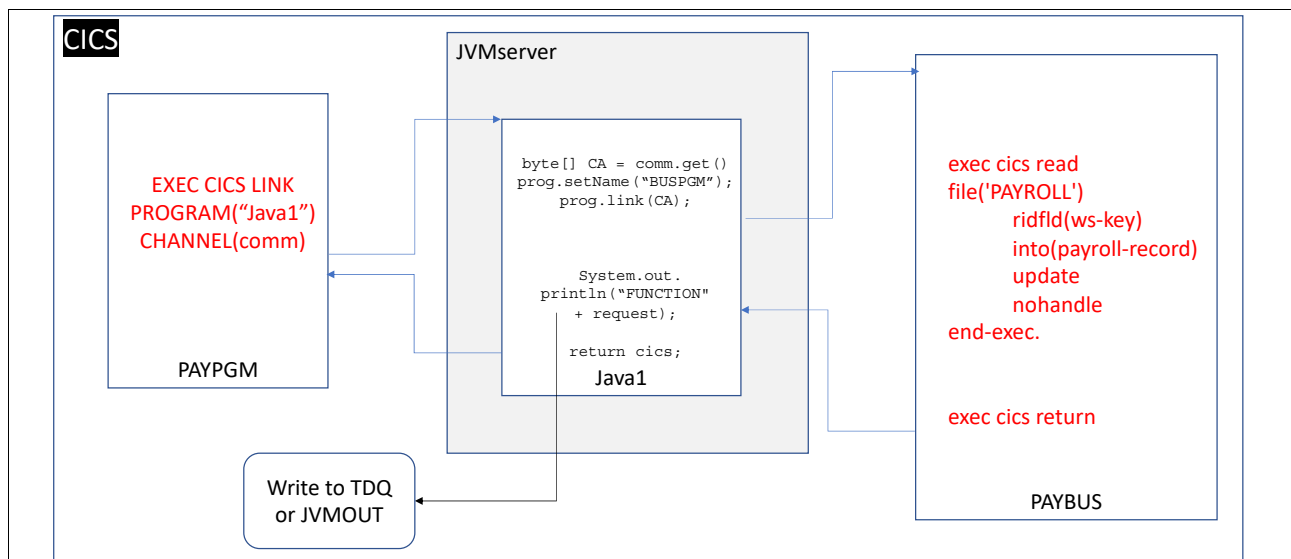 CICS
JVMserver
EXEC CICS LINK
PROGRAM(“Java1”)
CHANNEL(comm)
PAYPGM
byte[] CA = comm.get()
prog.setName(“BUSPGM”);
prog.link(CA);
System.out.
println(“FUNCTION"
+ request);
return cics;
Java1
exec cics read
file('PAYROLL')
ridfld(ws-key)
into(payroll-record)
update
nohandle
end-exec.
exec cics return
PAYBUS
Write to TDQ
or JVMOUT